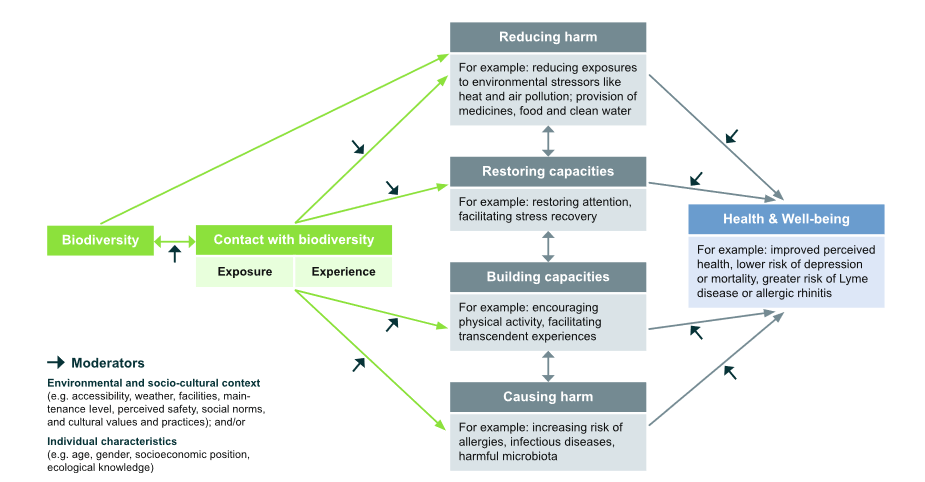 Reducing harm
For example: reducing exposures
to environmental stressors like
heat and air pollution; provision of
medicines, food and clean water
Restoring capacities
For example: restoring attention,
facilitating stress recovery
Biodiversity
Contact with biodiversity
Exposure
Experience
Building capacities
For example: encouraging
physical activity, facilitating
transcendent experiences
Causing harm
For example: increasing risk of
allergies, infectious diseases,
harmful microbiota
Health & Well-being
For example: improved perceived
health, lower risk of depression
or mortality, greater risk of Lyme
disease or allergic rhinitis
Moderators
Environmental and socio-cultural context
(e.g. accessibility, weather, facilities, main-
tenance level, perceived safety, social norms,
and cultural values and practices); and/or
Individual characteristics
(e.g. age, gender, socioeconomic position,
ecological knowledge)